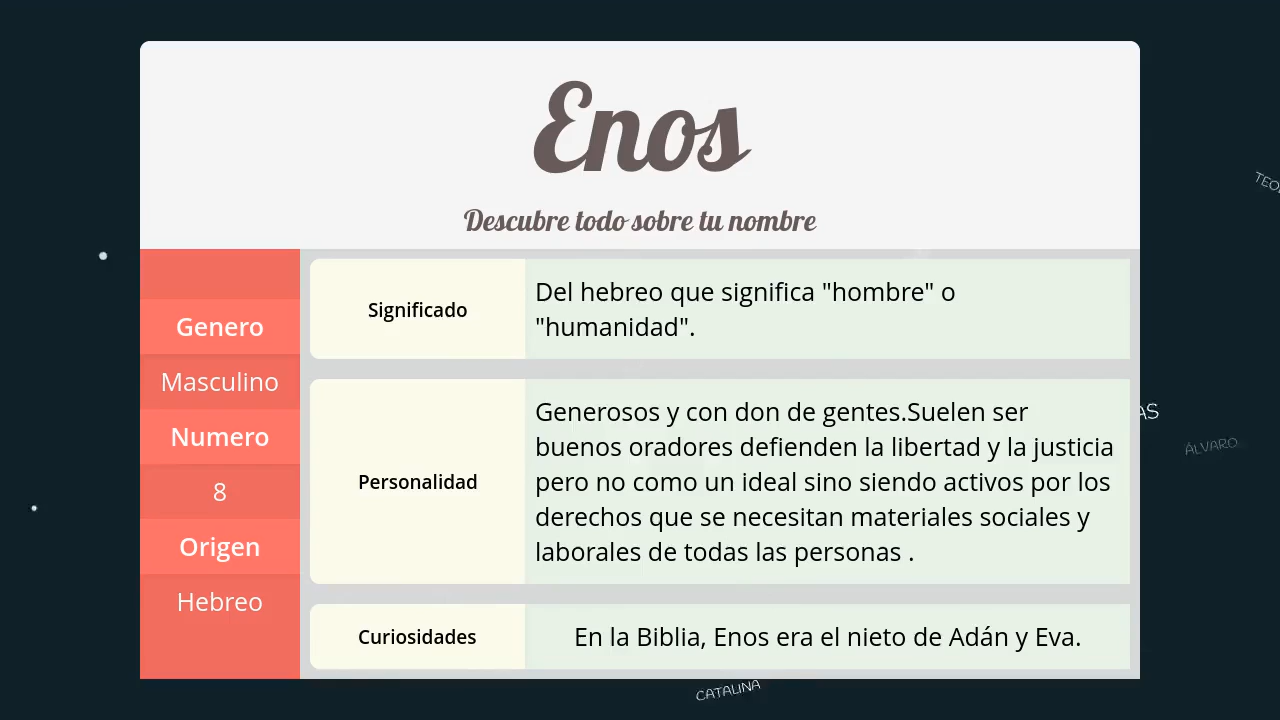 Enos
Descubre todo sobre tu nombre
Genero
Masculino
Numero
8
Origen
Hebreo
Significado
Del hebreo que significa "hombre" o
"humanidad".
Personalidad
Generosos y con don de gentes.Suelen ser
buenos oradores defienden la libertad y la justicia
pero no como un ideal sino siendo activos por los
derechos que se necesitan materiales sociales y
laborales de todas las personas .
Curiosidades
En la Biblia, Enos era el nieto de Adán y Eva.
TEO
AS
ÁLVARO
CATALINA